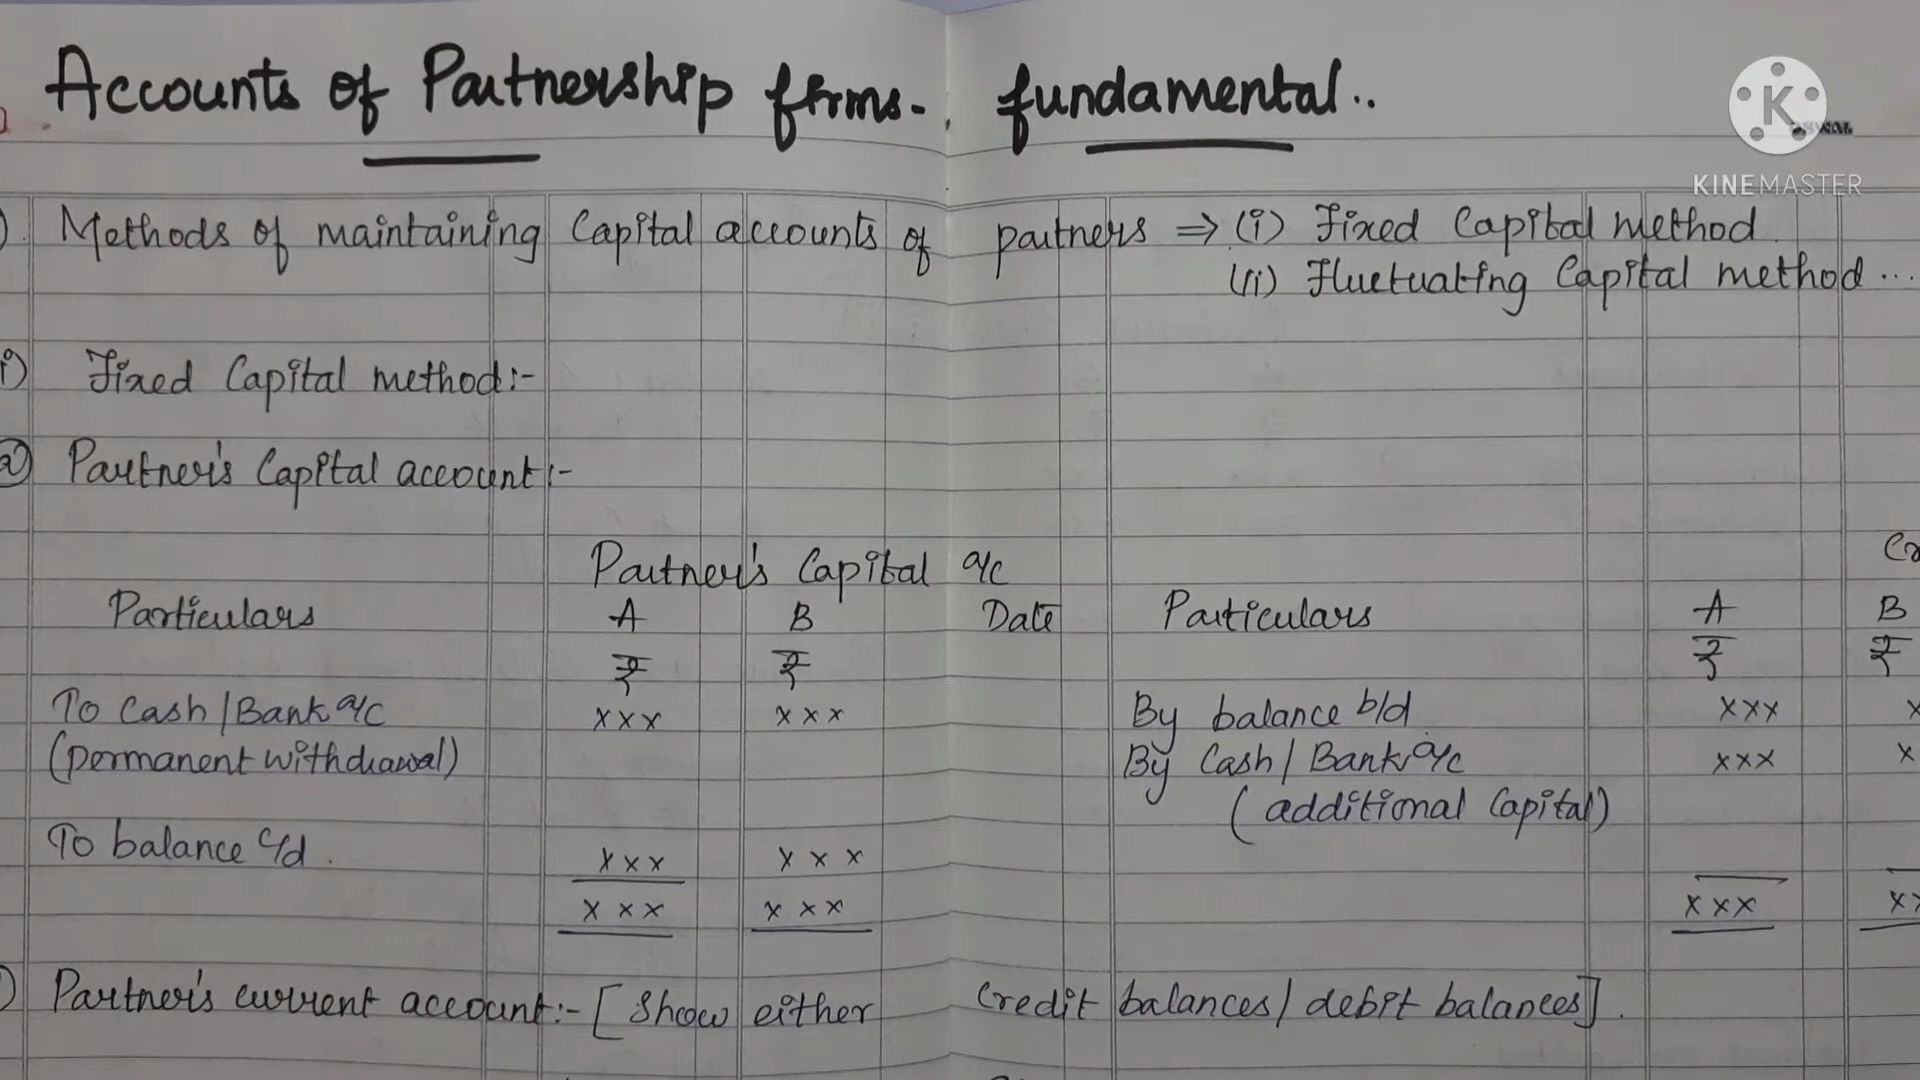 Accounts of Partnership firms. fundamental..
KINEMASTER
Methods of maintaining Capital accounts of partners ⇒ (i) Fixed Capital method.
(ii) Fluctuating Capital method...
i) Fixed Capital method:-
a) Partner's Capital account:-
Partner's Capital a/c
Particulars A B Date Particulars A B
₹ ₹ ₹ ₹
To Cash/Bank a/c xxx xxx By balance b/d xxx x
(permanent withdrawal) By Cash/Bank a/c xxx x
(additional Capital)
To balance c/d. xxx xxx
xxx xxx xxx xx
Partner's current account:- [Show either Credit balances/debit balances].